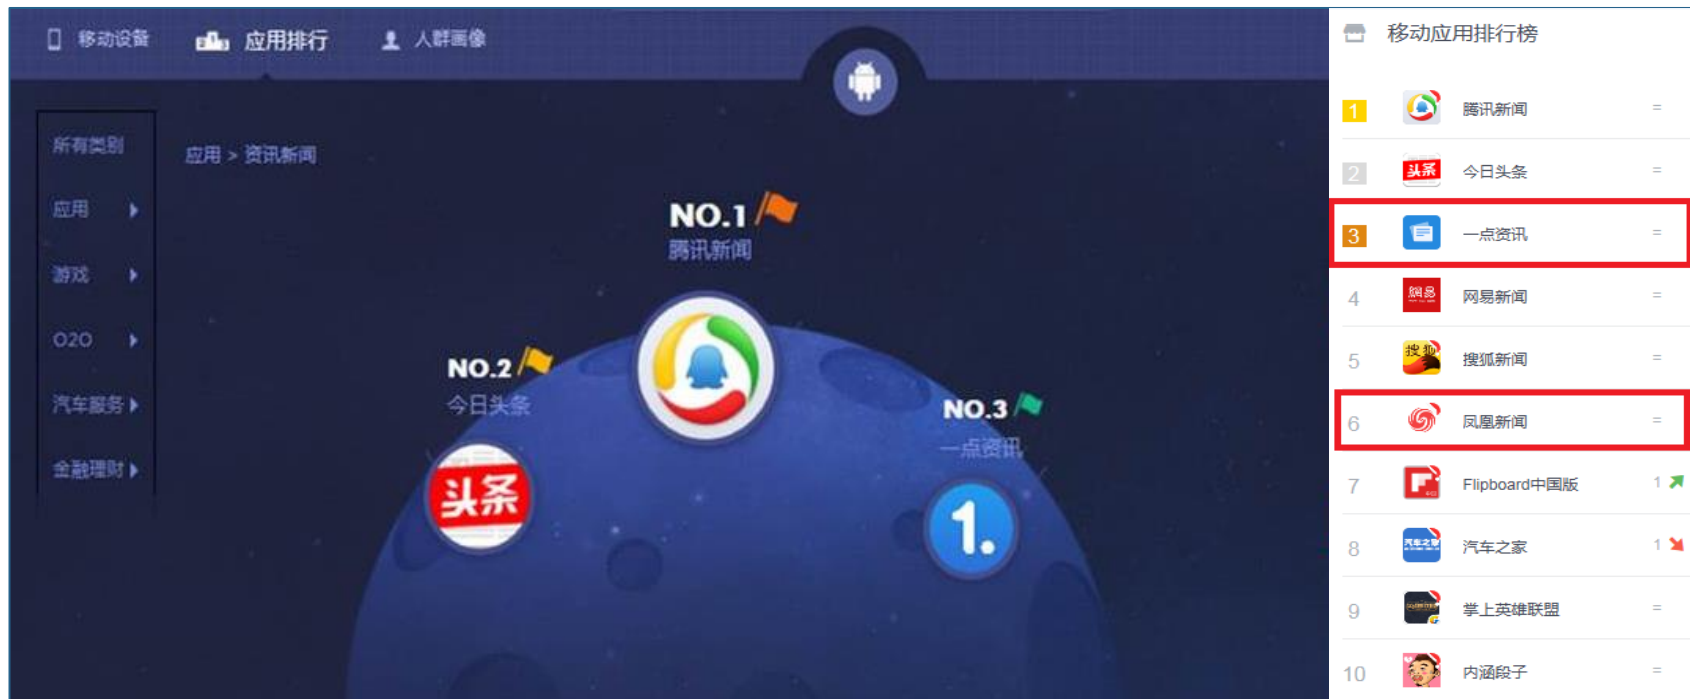 移动设备
应用排行
人群画像
所有类别
应用
游戏
O2O
汽车服务
金融理财
应用 > 资讯新闻
NO.1
腾讯新闻
NO.2
今日头条
头条
NO.3
一点资讯
1.
移动应用排行榜
1 腾讯新闻 =
2 头条 今日头条 =
3 一点资讯 =
4 網易 网易新闻 =
5 搜狐 搜狐新闻 =
6 凤凰新闻 =
7 Flipboard中国版 1
8 汽车之家 汽车之家 1
9 掌上英雄联盟 =
10 内涵段子 =